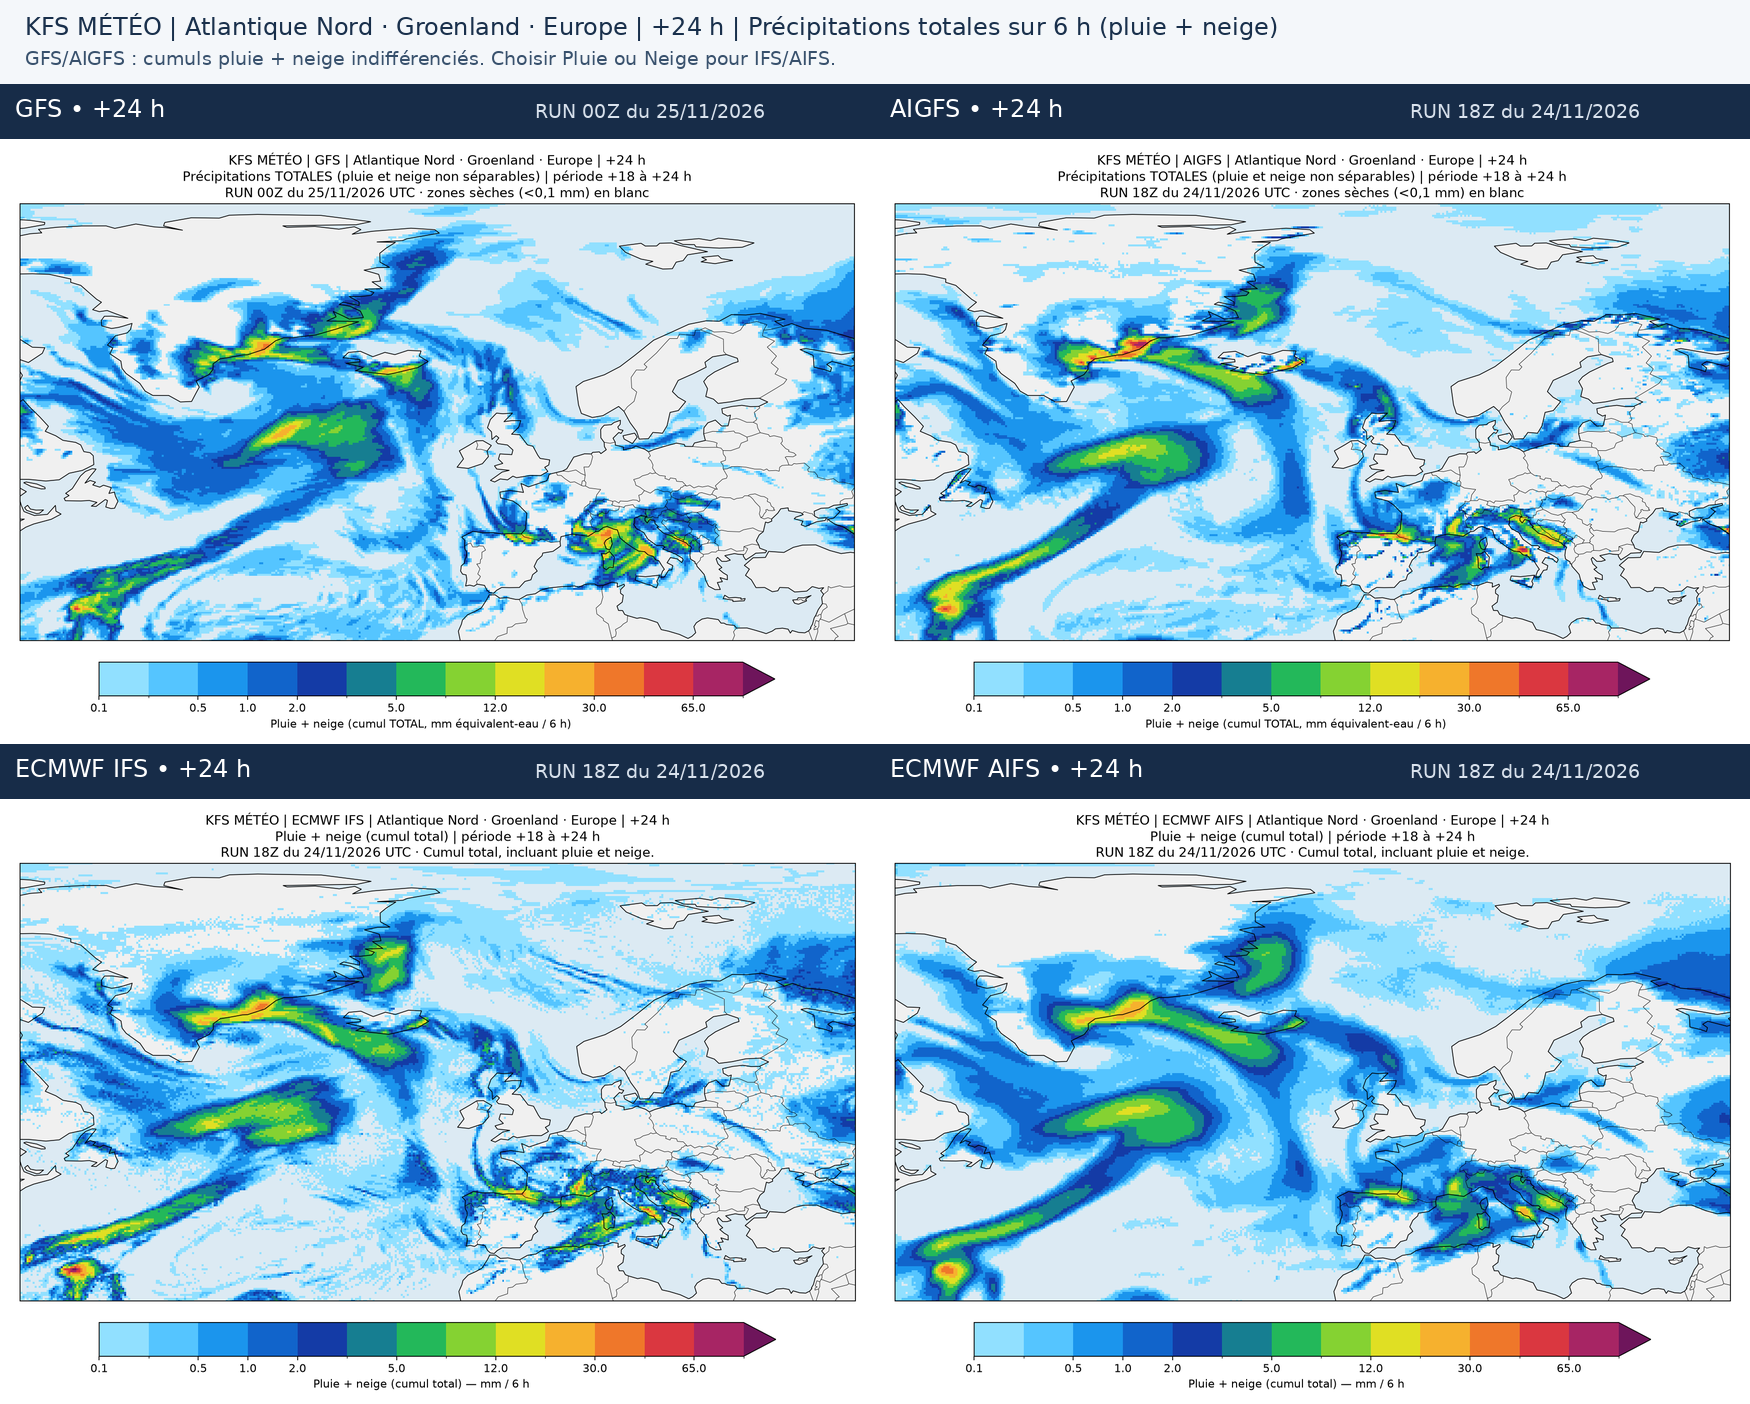 KFS MÉTÉO | Atlantique Nord · Groenland · Europe | +24 h | Précipitations totales sur 6 h (pluie + neige)
GFS/AIGFS : cumuls pluie + neige indifférenciés. Choisir Pluie ou Neige pour IFS/AIFS.
GFS • +24 h
RUN 00Z du 25/11/2026
AIGFS • +24 h
RUN 18Z du 24/11/2026
KFS MÉTÉO | GFS | Atlantique Nord · Groenland · Europe | +24 h
Précipitations TOTALES (pluie et neige non séparables) | période +18 à +24 h
RUN 00Z du 25/11/2026 UTC · zones sèches (<0,1 mm) en blanc
KFS MÉTÉO | AIGFS | Atlantique Nord · Groenland · Europe | +24 h
Précipitations TOTALES (pluie et neige non séparables) | période +18 à +24 h
RUN 18Z du 24/11/2026 UTC · zones sèches (<0,1 mm) en blanc
0.1 0.5 1.0 2.0 5.0 12.0 30.0 65.0
Pluie + neige (cumul TOTAL, mm équivalent-eau / 6 h)
0.1 0.5 1.0 2.0 5.0 12.0 30.0 65.0
Pluie + neige (cumul TOTAL, mm équivalent-eau / 6 h)
ECMWF IFS • +24 h
RUN 18Z du 24/11/2026
ECMWF AIFS • +24 h
RUN 18Z du 24/11/2026
KFS MÉTÉO | ECMWF IFS | Atlantique Nord · Groenland · Europe | +24 h
Pluie + neige (cumul total) | période +18 à +24 h
RUN 18Z du 24/11/2026 UTC · Cumul total, incluant pluie et neige.
KFS MÉTÉO | ECMWF AIFS | Atlantique Nord · Groenland · Europe | +24 h
Pluie + neige (cumul total) | période +18 à +24 h
RUN 18Z du 24/11/2026 UTC · Cumul total, incluant pluie et neige.
0.1 0.5 1.0 2.0 5.0 12.0 30.0 65.0
Pluie + neige (cumul total) — mm / 6 h
0.1 0.5 1.0 2.0 5.0 12.0 30.0 65.0
Pluie + neige (cumul total) — mm / 6 h